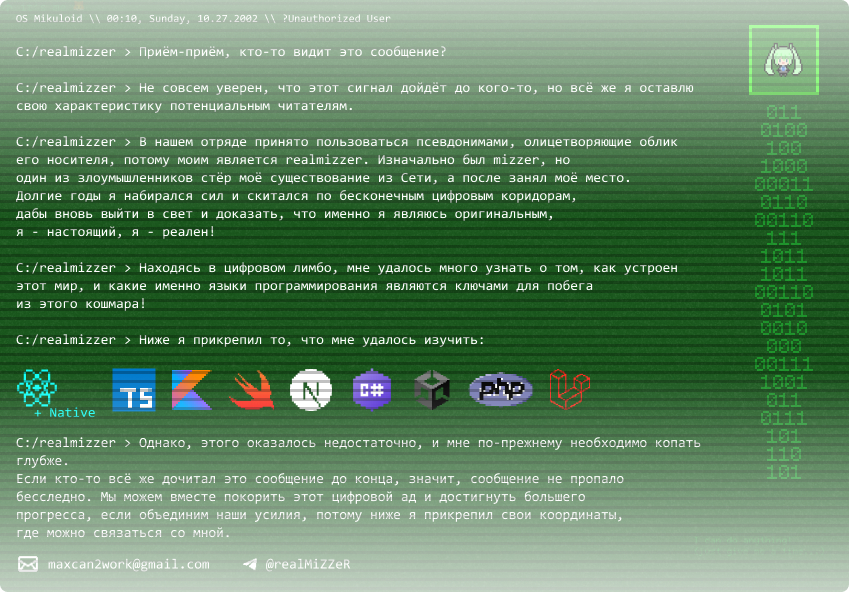 OS Mikuloid \\ 00:10, Sunday, 10.27.2002 \\ ?Unauthorized User
C:/realmizzer > Приём-приём, кто-то видит это сообщение?
C:/realmizzer > Не совсем уверен, что этот сигнал дойдёт до кого-то, но всё же я оставлю
свою характеристику потенциальным читателям.
C:/realmizzer > В нашем отряде принято пользоваться псевдонимами, олицетворяющие облик
его носителя, потому моим является realmizzer. Изначально был mizzer, но
один из злоумышленников стёр моё существование из Сети, а после занял моё место.
Долгие годы я набирался сил и скитался по бесконечным цифровым коридорам,
дабы вновь выйти в свет и доказать, что именно я являюсь оригинальным,
я - настоящий, я - реален!
C:/realmizzer > Находясь в цифровом лимбо, мне удалось много узнать о том, как устроен
этот мир, и какие именно языки программирования являются ключами для побега
из этого кошмара!
C:/realmizzer > Ниже я прикрепил то, что мне удалось изучить:
TS
N
C#
php
+ Native
C:/realmizzer > Однако, этого оказалось недостаточно, и мне по-прежнему необходимо копать
глубже.
Если кто-то всё же дочитал это сообщение до конца, значит, сообщение не пропало
бесследно. Мы можем вместе покорить этот цифровой ад и достигнуть большего
прогресса, если объединим наши усилия, потому ниже я прикрепил свои координаты,
где можно связаться со мной.
maxcan2work@gmail.com
@realMiZZeR
011
0100
100
1000
00011
0110
00110
111
1011
1011
00110
0101
0010
000
00111
1001
011
0111
101
110
101